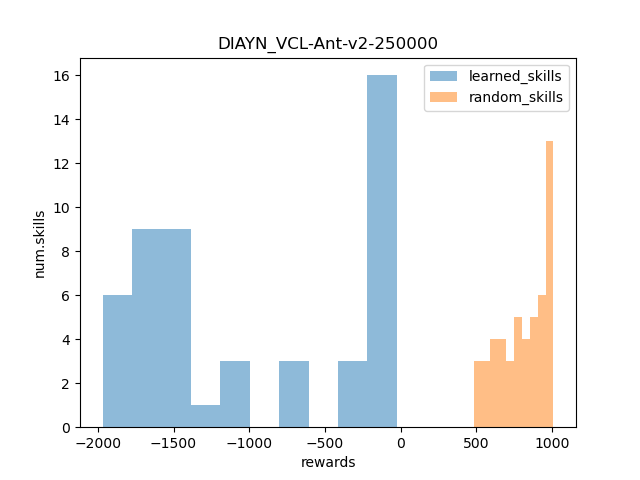 DIAYN_VCL-Ant-v2-250000
learned_skills
random_skills
16
14
12
10
8
6
4
2
0
num.skills
−2000 −1500 −1000 −500 0 500 1000
rewards